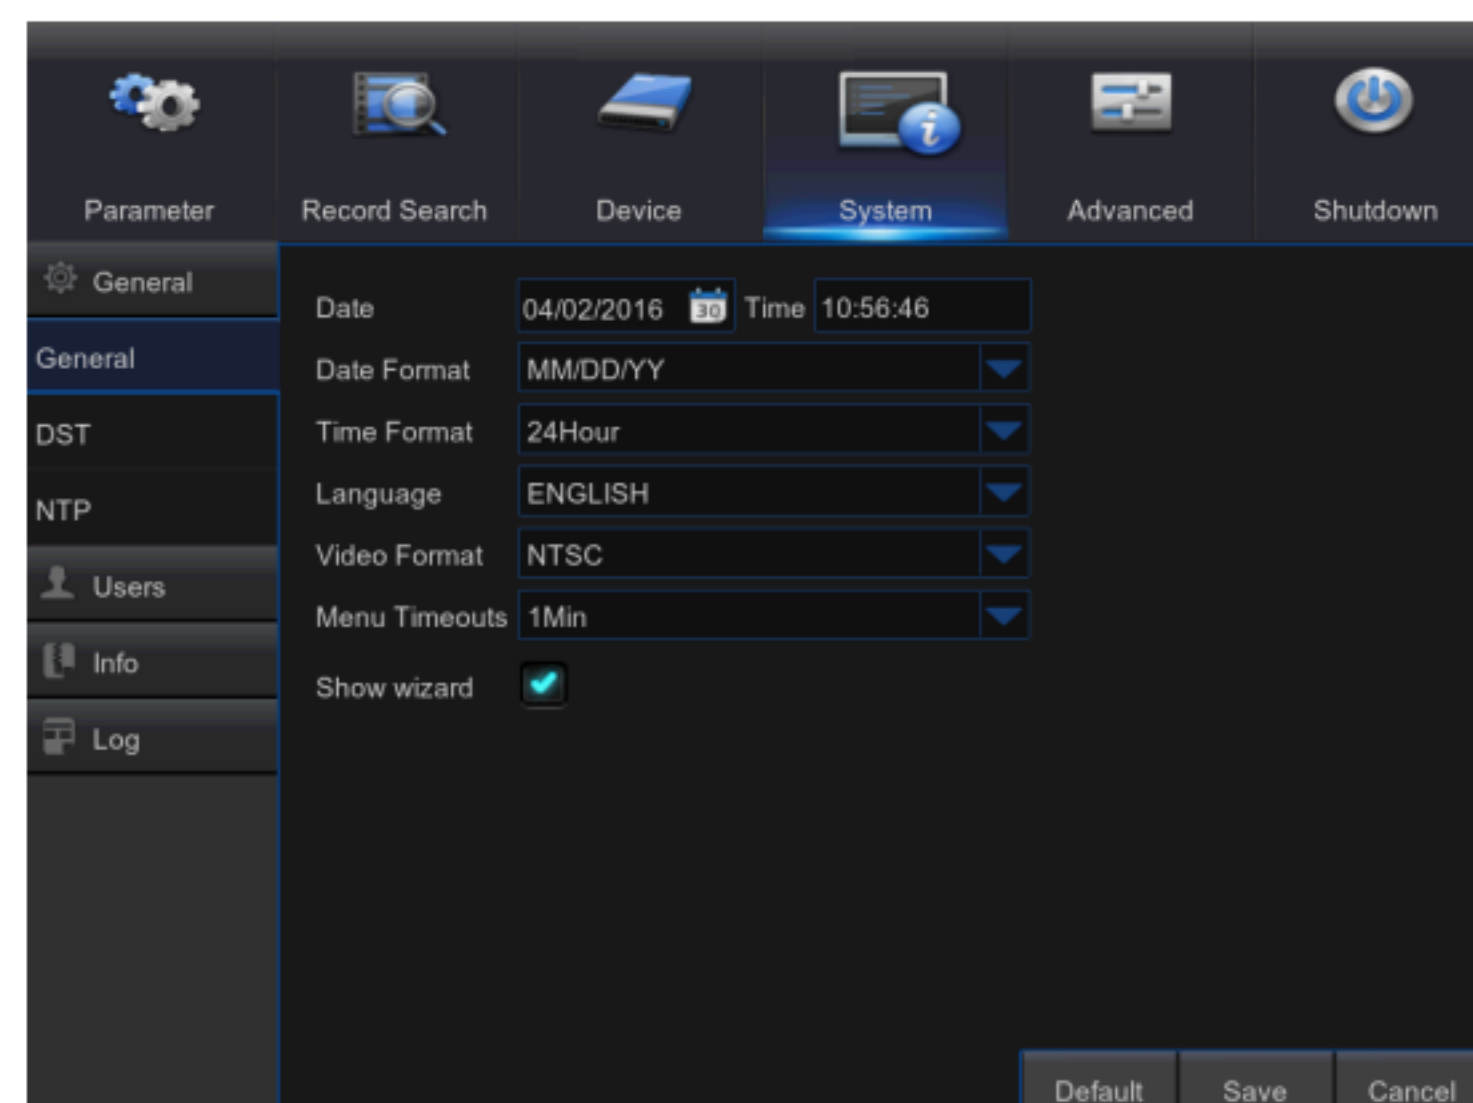 Parameter Record Search Device System Advanced Shutdown
General
General
DST
NTP
Users
Info
Log
Date 04/02/2016 30 Time 10:56:46
Date Format MM/DD/YY
Time Format 24Hour
Language ENGLISH
Video Format NTSC
Menu Timeouts 1Min
Show wizard
Default Save Cancel